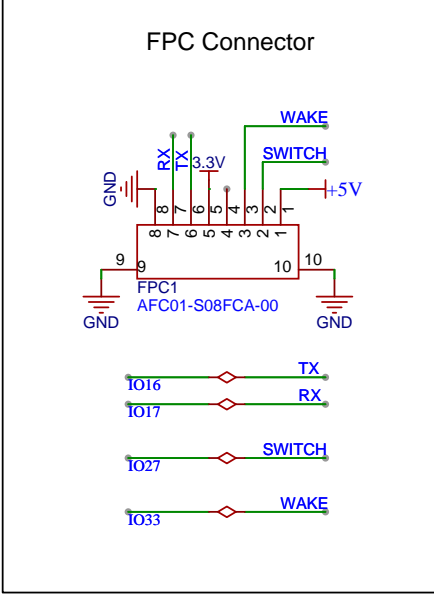 FPC Connector
WAKE
SWITCH
RX
TX
3.3V
GND
+5V
8 7 6 5 4 3 2 1
8 7 6 5 4 3 2 1
9 9 10 10
FPC1
AFC01-S08FCA-00
GND GND
IO16 TX
IO17 RX
IO27 SWITCH
IO33 WAKE